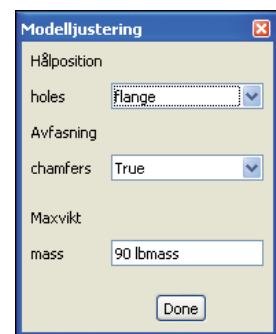 Modelljustering
Hålposition
holes flange
Avfasning
chamfers True
Maxvikt
mass 90 lbmass
Done